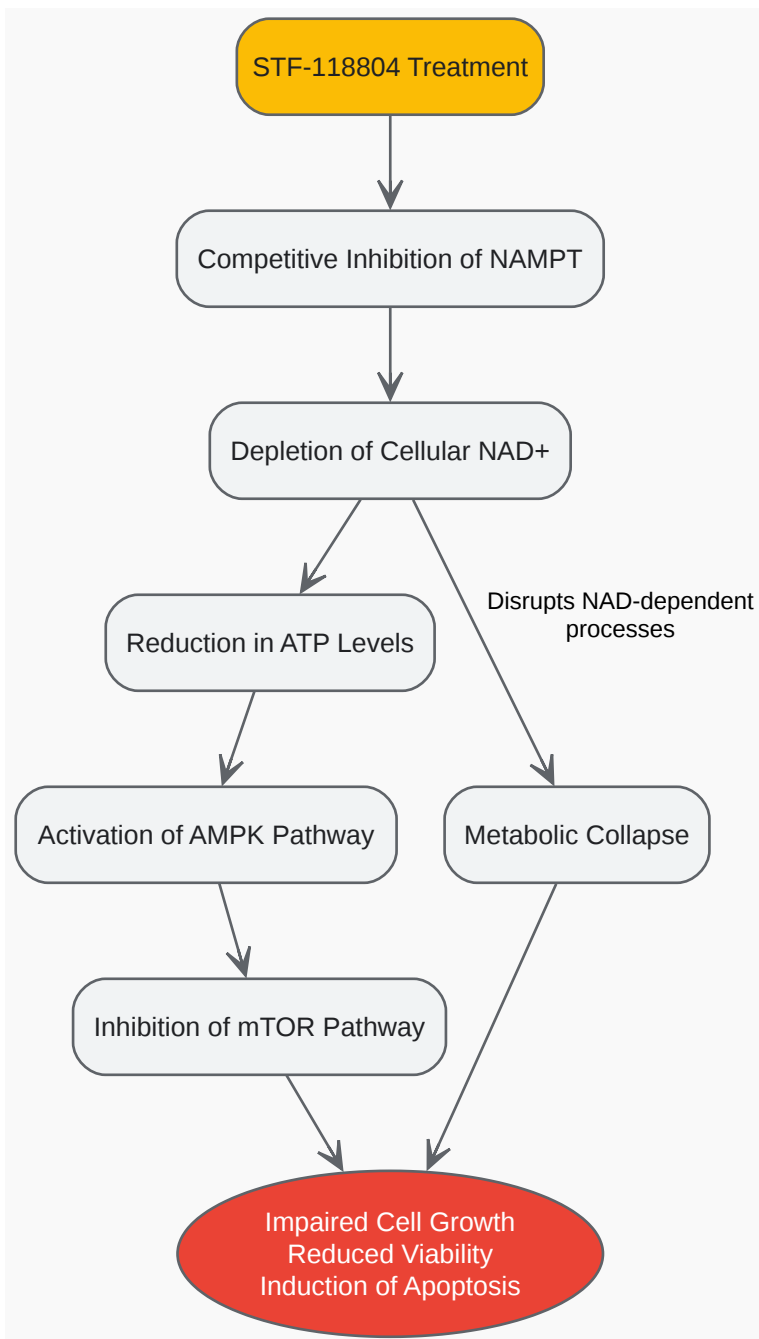 STF-118804 Treatment
Competitive Inhibition of NAMPT
Depletion of Cellular NAD+
Disrupts NAD-dependent
processes
Reduction in ATP Levels
Activation of AMPK Pathway
Metabolic Collapse
Inhibition of mTOR Pathway
Impaired Cell Growth
Reduced Viability
Induction of Apoptosis